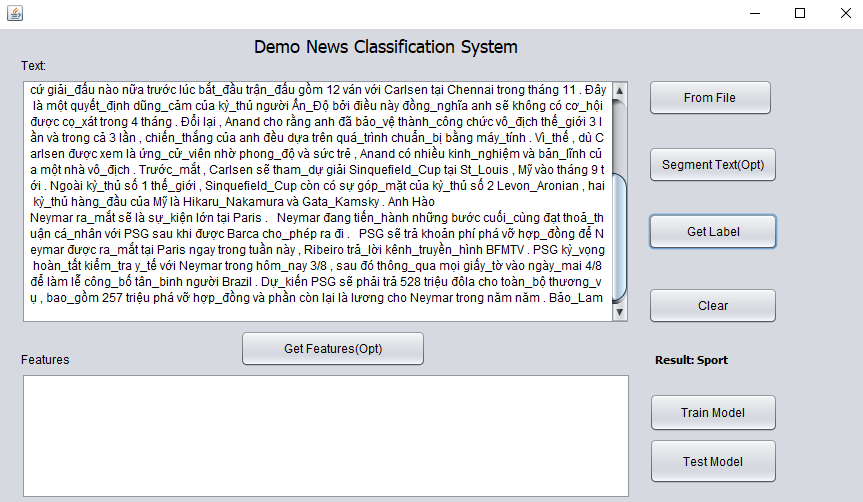 Demo News Classification System
Text:
cứ giải_đấu nào nữa trước lúc bắt_đầu trận_đấu gồm 12 ván với Carlsen tại Chennai trong tháng 11 . Đây
là một quyết_định dũng_cảm của kỳ_thủ người Ấn_Độ bởi điều này đồng_nghĩa anh sẽ không có cơ_hội
được cọ_xát trong 4 tháng . Đổi lại , Anand cho rằng anh đã bảo_vệ thành_công chức vô_địch thế_giới 3 l
ần và trong cả 3 lần , chiến_thắng của anh đều dựa trên quá_trình chuẩn_bị bằng máy_tính . Vì_thế , dù C
arlsen được xem là ứng_cử_viên nhờ phong_độ và sức trẻ , Anand có nhiều kinh_nghiệm và bản_lĩnh củ
a một nhà vô_địch . Trước_mắt , Carlsen sẽ tham_dự giải Sinquefield_Cup tại St_Louis , Mỹ vào tháng 9 t
ới . Ngoài kỳ_thủ số 1 thế_giới , Sinquefield_Cup còn có sự góp_mặt của kỳ_thủ số 2 Levon_Aronian , hai
kỳ_thủ hàng_đầu của Mỹ là Hikaru_Nakamura và Gata_Kamsky . Anh Hào
Neymar ra_mắt sẽ là sự_kiện lớn tại Paris . Neymar đang tiến_hành những bước cuối_cùng đạt thoả_th
uận cá_nhân với PSG sau khi được Barca cho_phép ra đi . PSG sẽ trả khoản phí phá vỡ hợp_đồng để N
eymar được ra_mắt tại Paris ngay trong tuần này , Ribeiro trả_lời kênh_truyền_hình BFMTV . PSG kỳ_vọng
hoàn_tất kiểm_tra y_tế với Neymar trong hôm_nay 3/8 , sau đó thông_qua mọi giấy_tờ vào ngày_mai 4/8
để làm lễ công_bố tân_binh người Brazil . Dự_kiến PSG sẽ phải trả 528 triệu đôla cho toàn_bộ thương_v
ụ , bao_gồm 257 triệu phá vỡ hợp_đồng và phần còn lại là lương cho Neymar trong năm năm . Bảo_Lam
From File
Segment Text(Opt)
Get Label
Clear
Get Features(Opt)
Features
Result: Sport
Train Model
Test Model